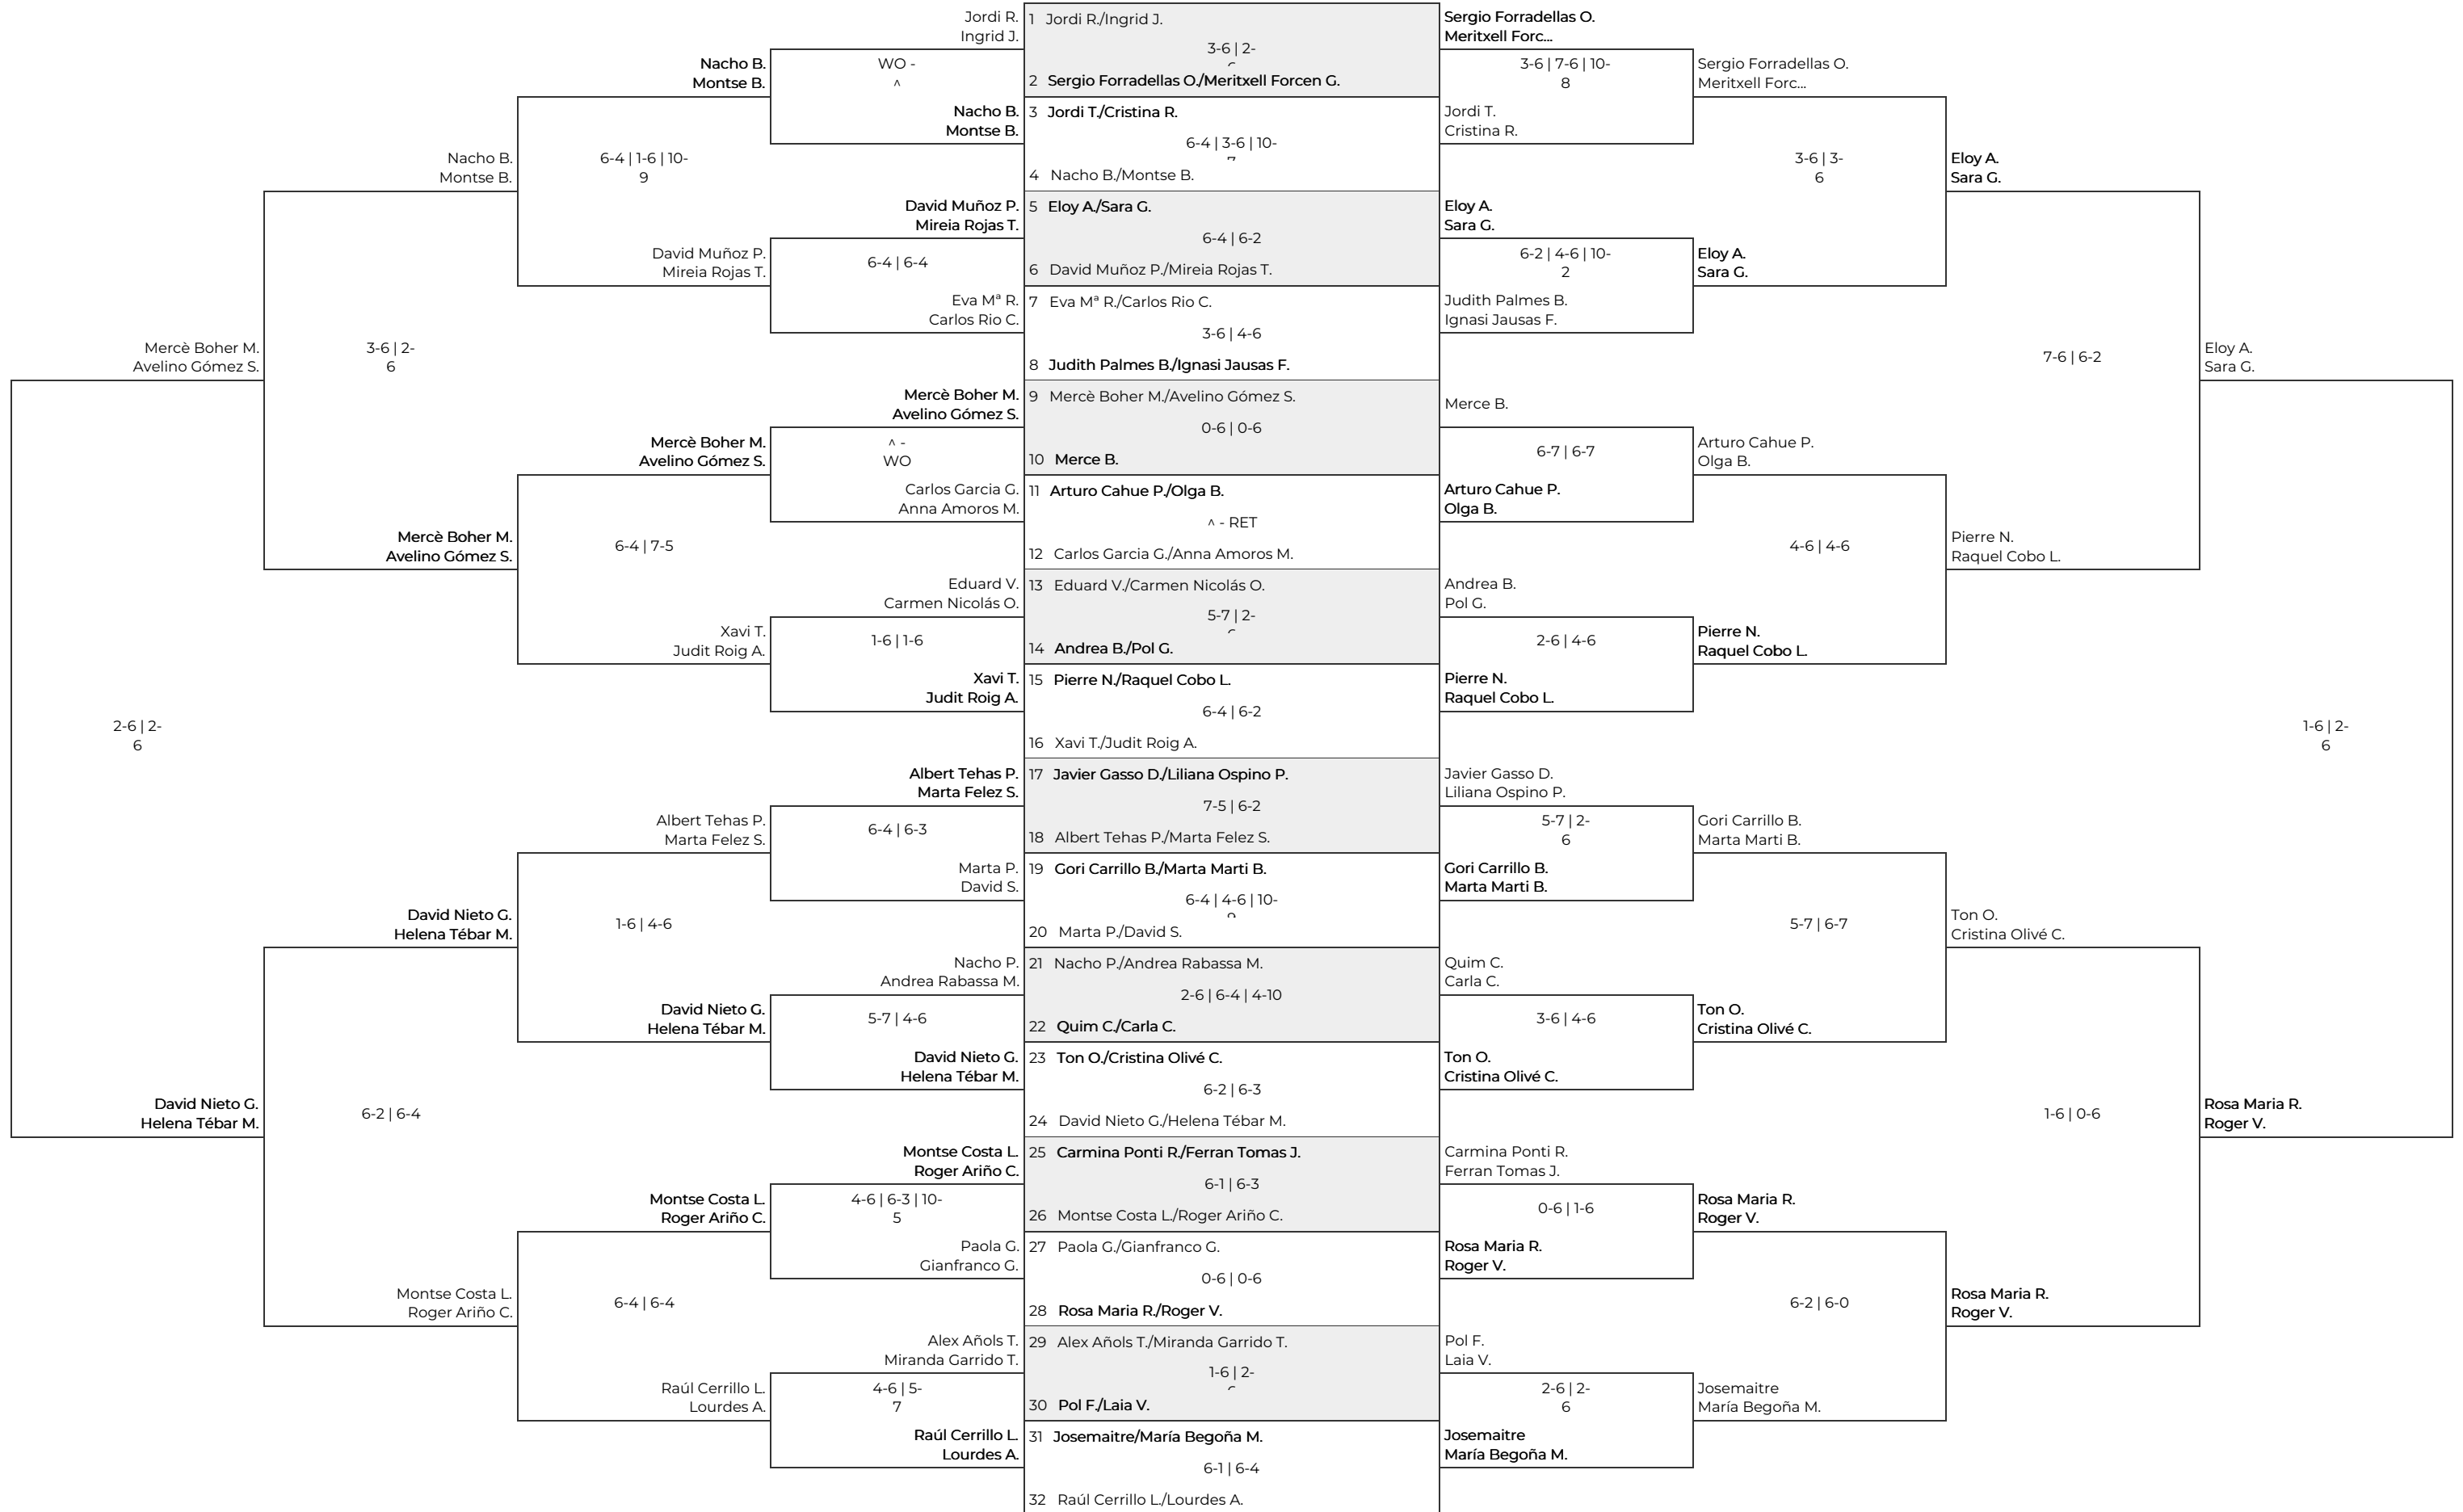 Mercè Boher M.
Avelino Gómez S.
2-6 | 2-
6
David Nieto G.
Helena Tébar M.
Nacho B.
Montse B.
3-6 | 2-
6
Mercè Boher M.
Avelino Gómez S.
David Nieto G.
Helena Tébar M.
6-2 | 6-4
Montse Costa L.
Roger Ariño C.
Nacho B.
Montse B.
6-4 | 1-6 | 10-
9
David Muñoz P.
Mireia Rojas T.
Mercè Boher M.
Avelino Gómez S.
6-4 | 7-5
Xavi T.
Judit Roig A.
Albert Tehas P.
Marta Felez S.
1-6 | 4-6
David Nieto G.
Helena Tébar M.
Montse Costa L.
Roger Ariño C.
6-4 | 6-4
Raúl Cerrillo L.
Lourdes A.
Jordi R.
Ingrid J.
WO -
^
Nacho B.
Montse B.
David Muñoz P.
Mireia Rojas T.
6-4 | 6-4
Eva Mª R.
Carlos Rio C.
Mercè Boher M.
Avelino Gómez S.
^ -
WO
Carlos Garcia G.
Anna Amoros M.
Eduard V.
Carmen Nicolás O.
1-6 | 1-6
Xavi T.
Judit Roig A.
Albert Tehas P.
Marta Felez S.
6-4 | 6-3
Marta P.
David S.
Nacho P.
Andrea Rabassa M.
5-7 | 4-6
David Nieto G.
Helena Tébar M.
Montse Costa L.
Roger Ariño C.
4-6 | 6-3 | 10-
5
Paola G.
Gianfranco G.
Alex Añols T.
Miranda Garrido T.
4-6 | 5-
7
Raúl Cerrillo L.
Lourdes A.
1 Jordi R./Ingrid J.
3-6 | 2-
2 Sergio Forradellas O./Meritxell Forcen G.
3 Jordi T./Cristina R.
6-4 | 3-6 | 10-
4 Nacho B./Montse B.
5 Eloy A./Sara G.
6-4 | 6-2
6 David Muñoz P./Mireia Rojas T.
7 Eva Mª R./Carlos Rio C.
3-6 | 4-6
8 Judith Palmes B./Ignasi Jausas F.
9 Mercè Boher M./Avelino Gómez S.
0-6 | 0-6
10 Merce B.
11 Arturo Cahue P./Olga B.
^ - RET
12 Carlos Garcia G./Anna Amoros M.
13 Eduard V./Carmen Nicolás O.
5-7 | 2-
14 Andrea B./Pol G.
15 Pierre N./Raquel Cobo L.
6-4 | 6-2
16 Xavi T./Judit Roig A.
17 Javier Gasso D./Liliana Ospino P.
7-5 | 6-2
18 Albert Tehas P./Marta Felez S.
19 Gori Carrillo B./Marta Marti B.
6-4 | 4-6 | 10-
20 Marta P./David S.
21 Nacho P./Andrea Rabassa M.
2-6 | 6-4 | 4-10
22 Quim C./Carla C.
23 Ton O./Cristina Olivé C.
6-2 | 6-3
24 David Nieto G./Helena Tébar M.
25 Carmina Ponti R./Ferran Tomas J.
6-1 | 6-3
26 Montse Costa L./Roger Ariño C.
27 Paola G./Gianfranco G.
0-6 | 0-6
28 Rosa Maria R./Roger V.
29 Alex Añols T./Miranda Garrido T.
1-6 | 2-
30 Pol F./Laia V.
31 Josemaitre/María Begoña M.
6-1 | 6-4
32 Raúl Cerrillo L./Lourdes A.
Sergio Forradellas O.
Meritxell Forc...
3-6 | 7-6 | 10-
8
Jordi T.
Cristina R.
Eloy A.
Sara G.
6-2 | 4-6 | 10-
2
Judith Palmes B.
Ignasi Jausas F.
Merce B.
6-7 | 6-7
Arturo Cahue P.
Olga B.
Andrea B.
Pol G.
2-6 | 4-6
Pierre N.
Raquel Cobo L.
Javier Gasso D.
Liliana Ospino P.
5-7 | 2-
6
Gori Carrillo B.
Marta Marti B.
Quim C.
Carla C.
3-6 | 4-6
Ton O.
Cristina Olivé C.
Carmina Ponti R.
Ferran Tomas J.
0-6 | 1-6
Rosa Maria R.
Roger V.
Pol F.
Laia V.
2-6 | 2-
6
Josemaitre
María Begoña M.
Sergio Forradellas O.
Meritxell Forc...
3-6 | 3-
6
Eloy A.
Sara G.
Arturo Cahue P.
Olga B.
4-6 | 4-6
Pierre N.
Raquel Cobo L.
Gori Carrillo B.
Marta Marti B.
5-7 | 6-7
Ton O.
Cristina Olivé C.
Rosa Maria R.
Roger V.
6-2 | 6-0
Josemaitre
María Begoña M.
Eloy A.
Sara G.
7-6 | 6-2
Pierre N.
Raquel Cobo L.
Ton O.
Cristina Olivé C.
1-6 | 0-6
Rosa Maria R.
Roger V.
Eloy A.
Sara G.
1-6 | 2-
6
Rosa Maria R.
Roger V.